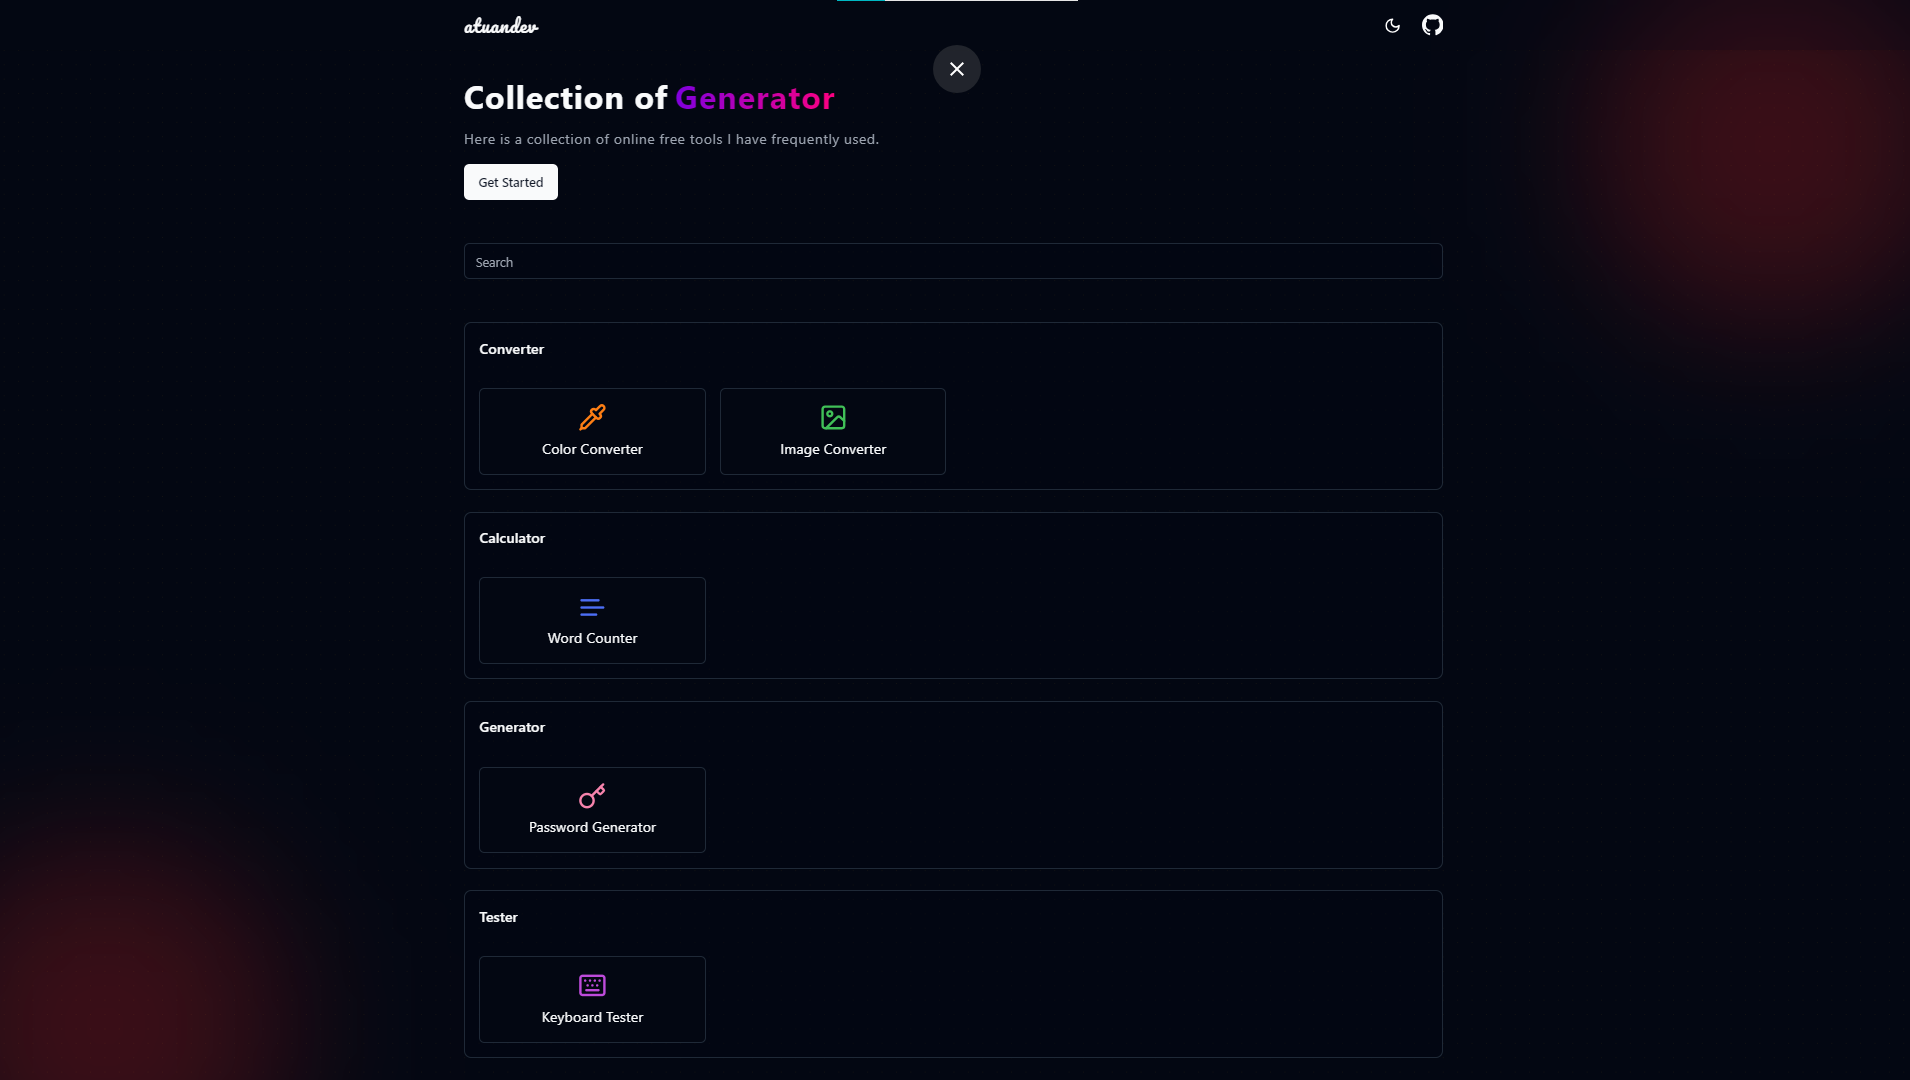 atuandev
Collection of Generator
Here is a collection of online free tools I have frequently used.
Get Started
Search
Converter
Color Converter
Image Converter
Calculator
Word Counter
Generator
Password Generator
Tester
Keyboard Tester